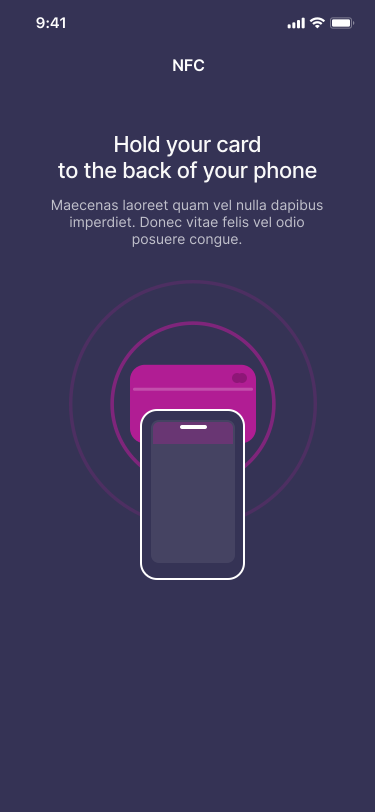 9:41
NFC
Hold your card
to the back of your phone
Maecenas laoreet quam vel nulla dapibus
imperdiet. Donec vitae felis vel odio
posuere congue.